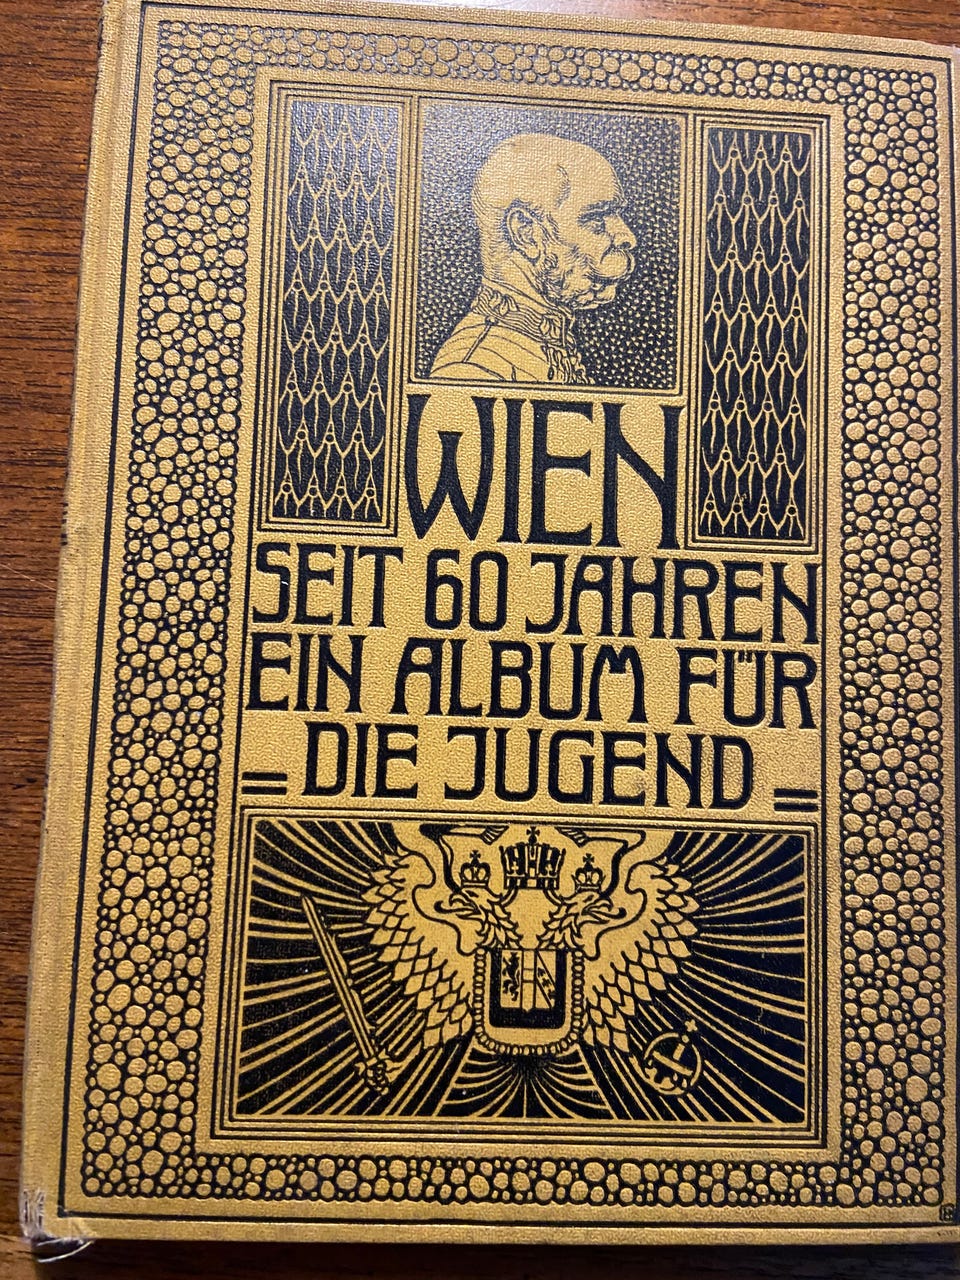 WIEN
SEIT 60 JAHREN
EIN ALBUM FÜR
DIE JUGEND